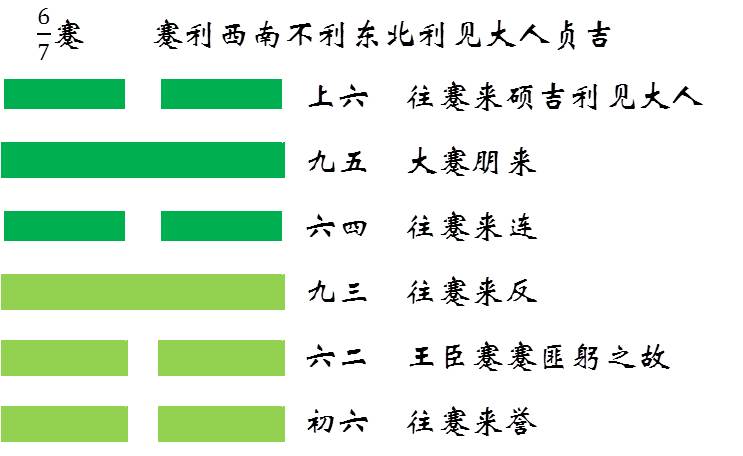 6/7蹇 蹇利西南不利东北利见大人贞吉
上六 往蹇来硕吉利见大人
九五 大蹇朋来
六四 往蹇来连
九三 往蹇来反
六二 王臣蹇蹇匪躬之故
初六 往蹇来誉